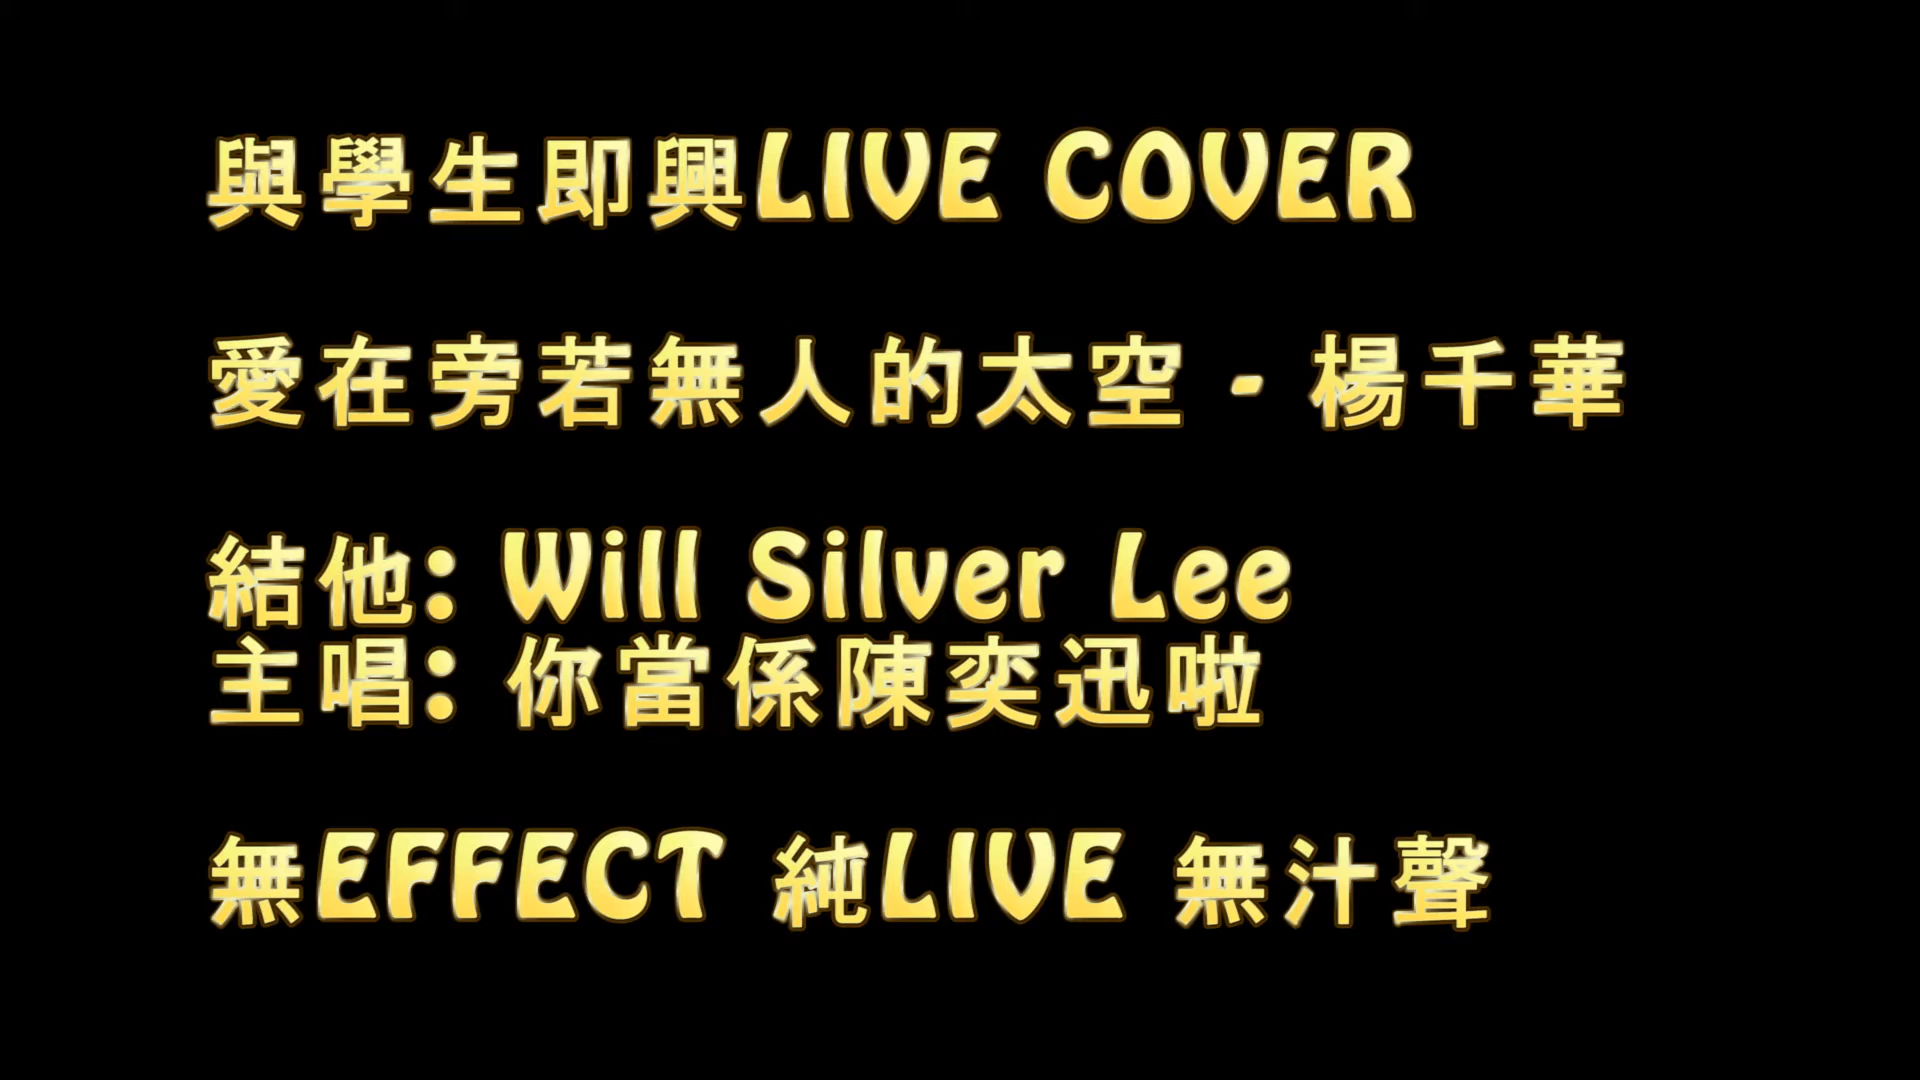 與學生即興LIVE COVER
愛在旁若無人的太空 - 楊千華
結他: Will Silver Lee
主唱: 你當係陳奕迅啦
無EFFECT 純LIVE 無汁聲